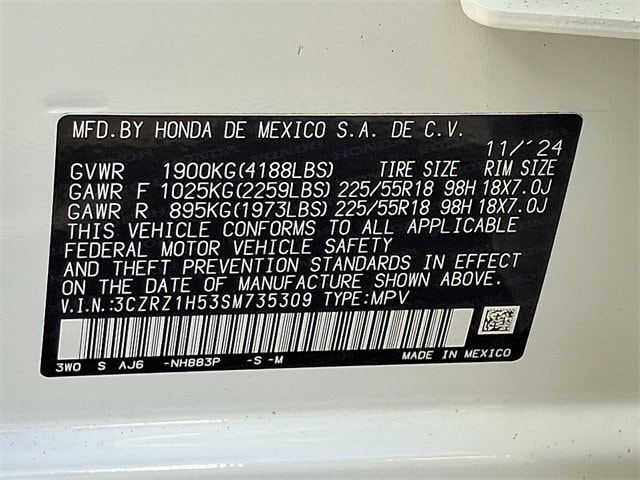 MFD.BY HONDA DE MEXICO S.A. DE C.V.
11/´24
GVWR 1900KG(4188LBS) TIRE SIZE RIM SIZE
GAWR F 1025KG(2259LBS) 225/55R18 98H 18X7.0J
GAWR R 895KG(1973LBS) 225/55R18 98H 18X7.0J
THIS VEHICLE CONFORMS TO ALL APPLICABLE
FEDERAL MOTOR VEHICLE SAFETY
AND THEFT PREVENTION STANDARDS IN EFFECT
ON THE DATE OF MANUFACTURE SHOWN ABOVE.
V.I.N.:3CZRZ1H53SM735309 TYPE:MPV
3W0 S AJ6 -NH883P -S -M MADE IN MEXICO